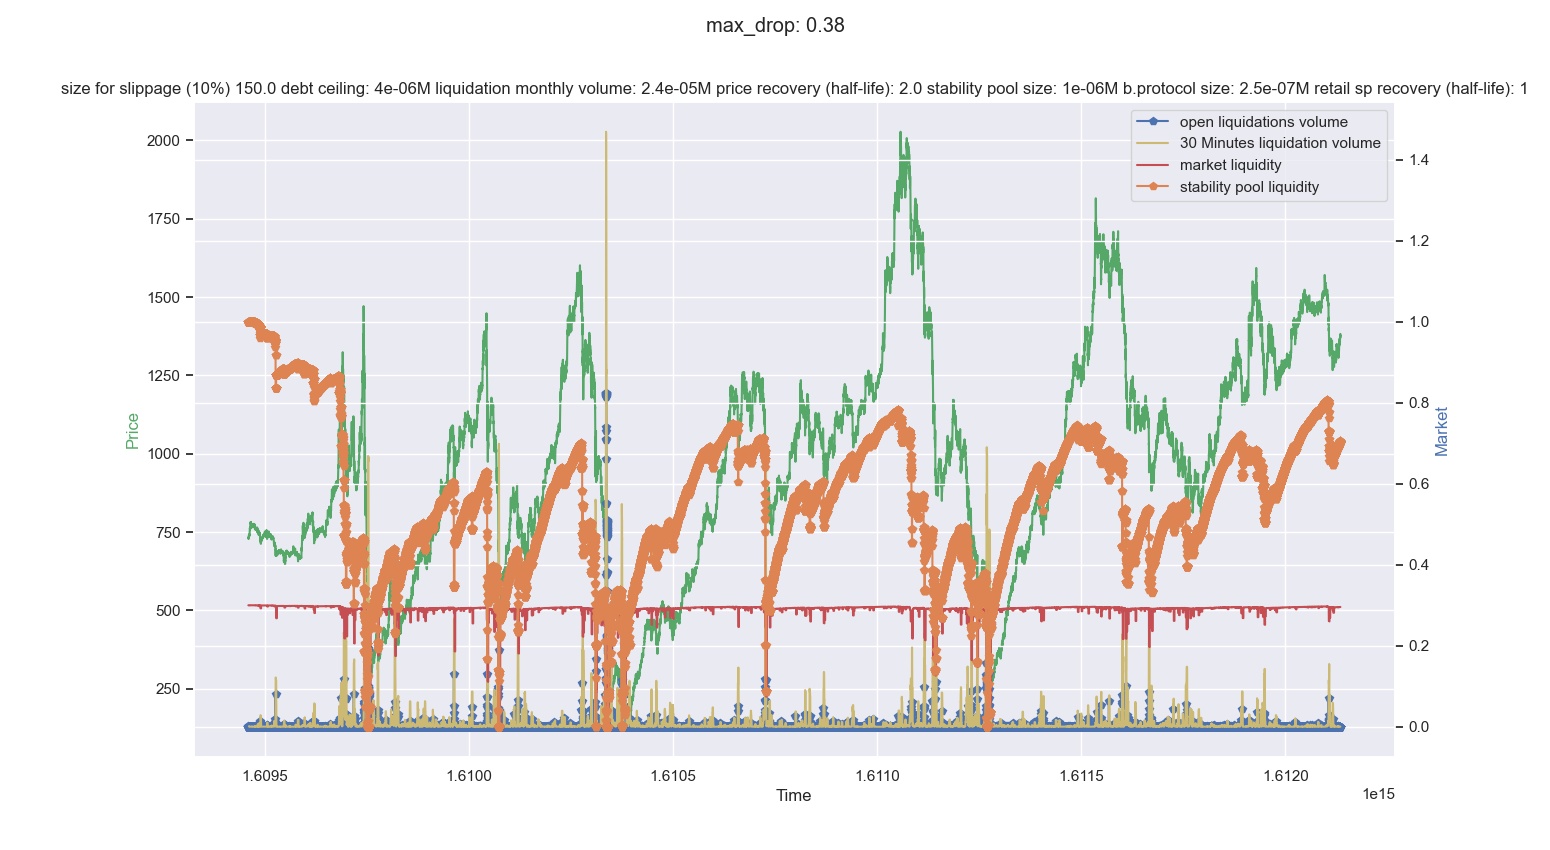 max_drop: 0.38
size for slippage (10%) 150.0 debt ceiling: 4e-06M liquidation monthly volume: 2.4e-05M price recovery (half-life): 2.0 stability pool size: 1e-06M b.protocol size: 2.5e-07M retail sp recovery (half-life): 1
open liquidations volume
30 Minutes liquidation volume
market liquidity
stability pool liquidity
2000
1750
1500
1250
1000
750
500
250
Price
1.4
1.2
1.0
0.8
0.6
0.4
0.2
0.0
Market
1.6095 1.6100 1.6105 1.6110 1.6115 1.6120
Time
1e15